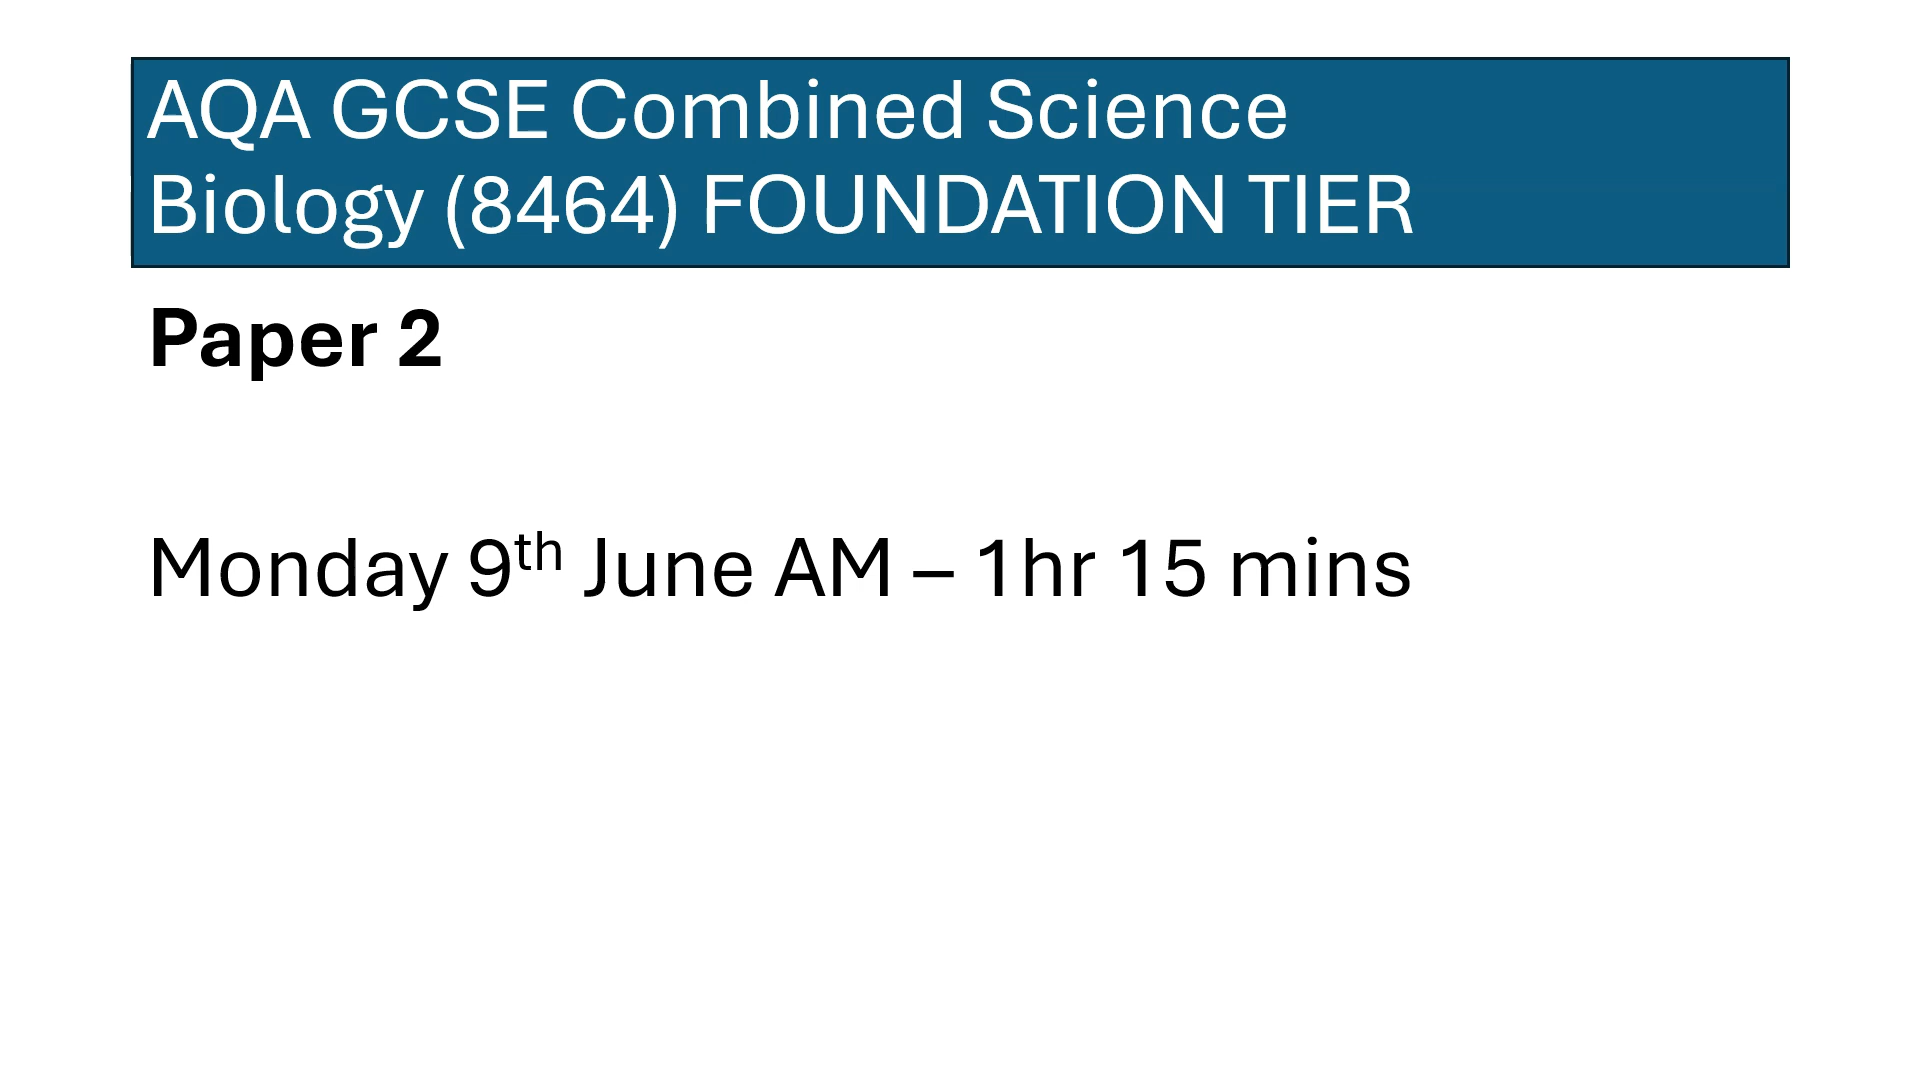 AQA GCSE Combined Science
Biology (8464) FOUNDATION TIER
Paper 2
Monday 9th June AM – 1hr 15 mins